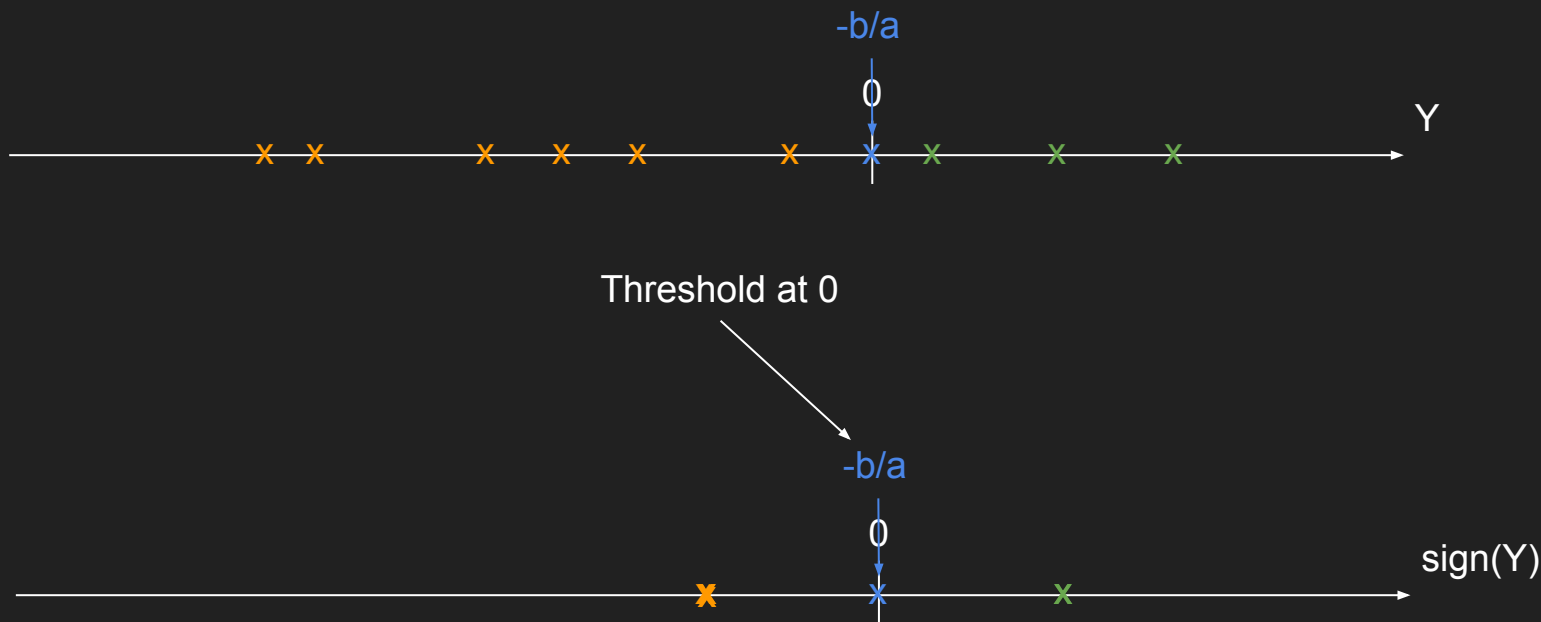 -b/a
0
Y
x x x x x x x x x x
Threshold at 0
-b/a
0
sign(Y)
x x x